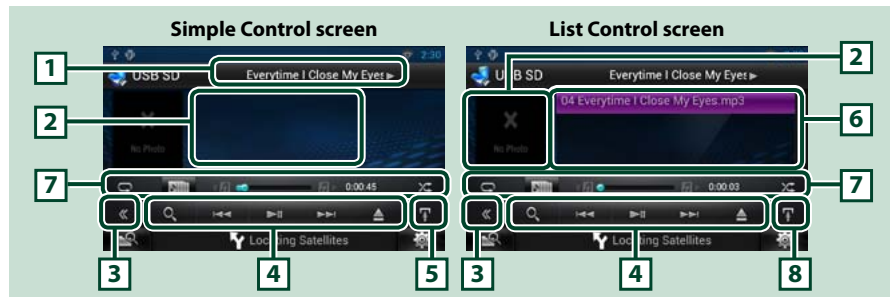 Simple Control screen
List Control screen
2:30
USB SD
Everytime I Close My Eyes
No Photo
0:00:45
Locating Satellites
1
2
7
3
4
5
USB SD
Everytime I Close My Eyes
04 Everytime I Close My Eyes.mp3
No Photo
0:00:03
Locating Satellites
2
6
7
3
4
8